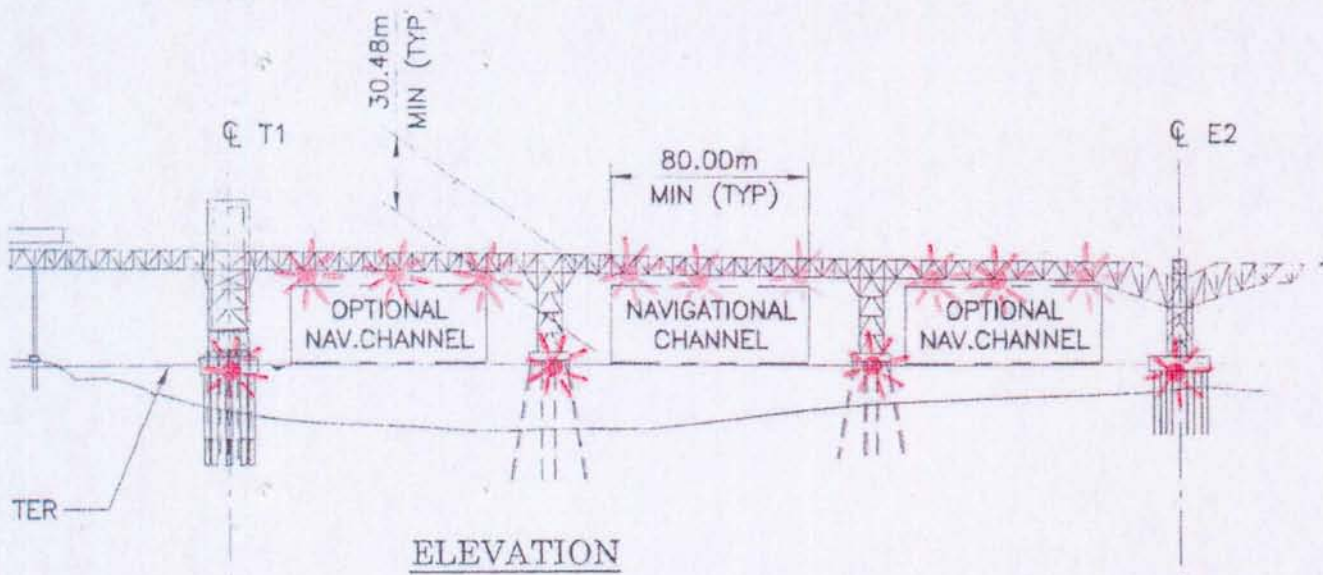 30.48m
MIN (TYP
℄ T1
80.00m
MIN (TYP)
℄ E2
OPTIONAL
NAV.CHANNEL
NAVIGATIONAL
CHANNEL
OPTIONAL
NAV.CHANNEL
TER
ELEVATION